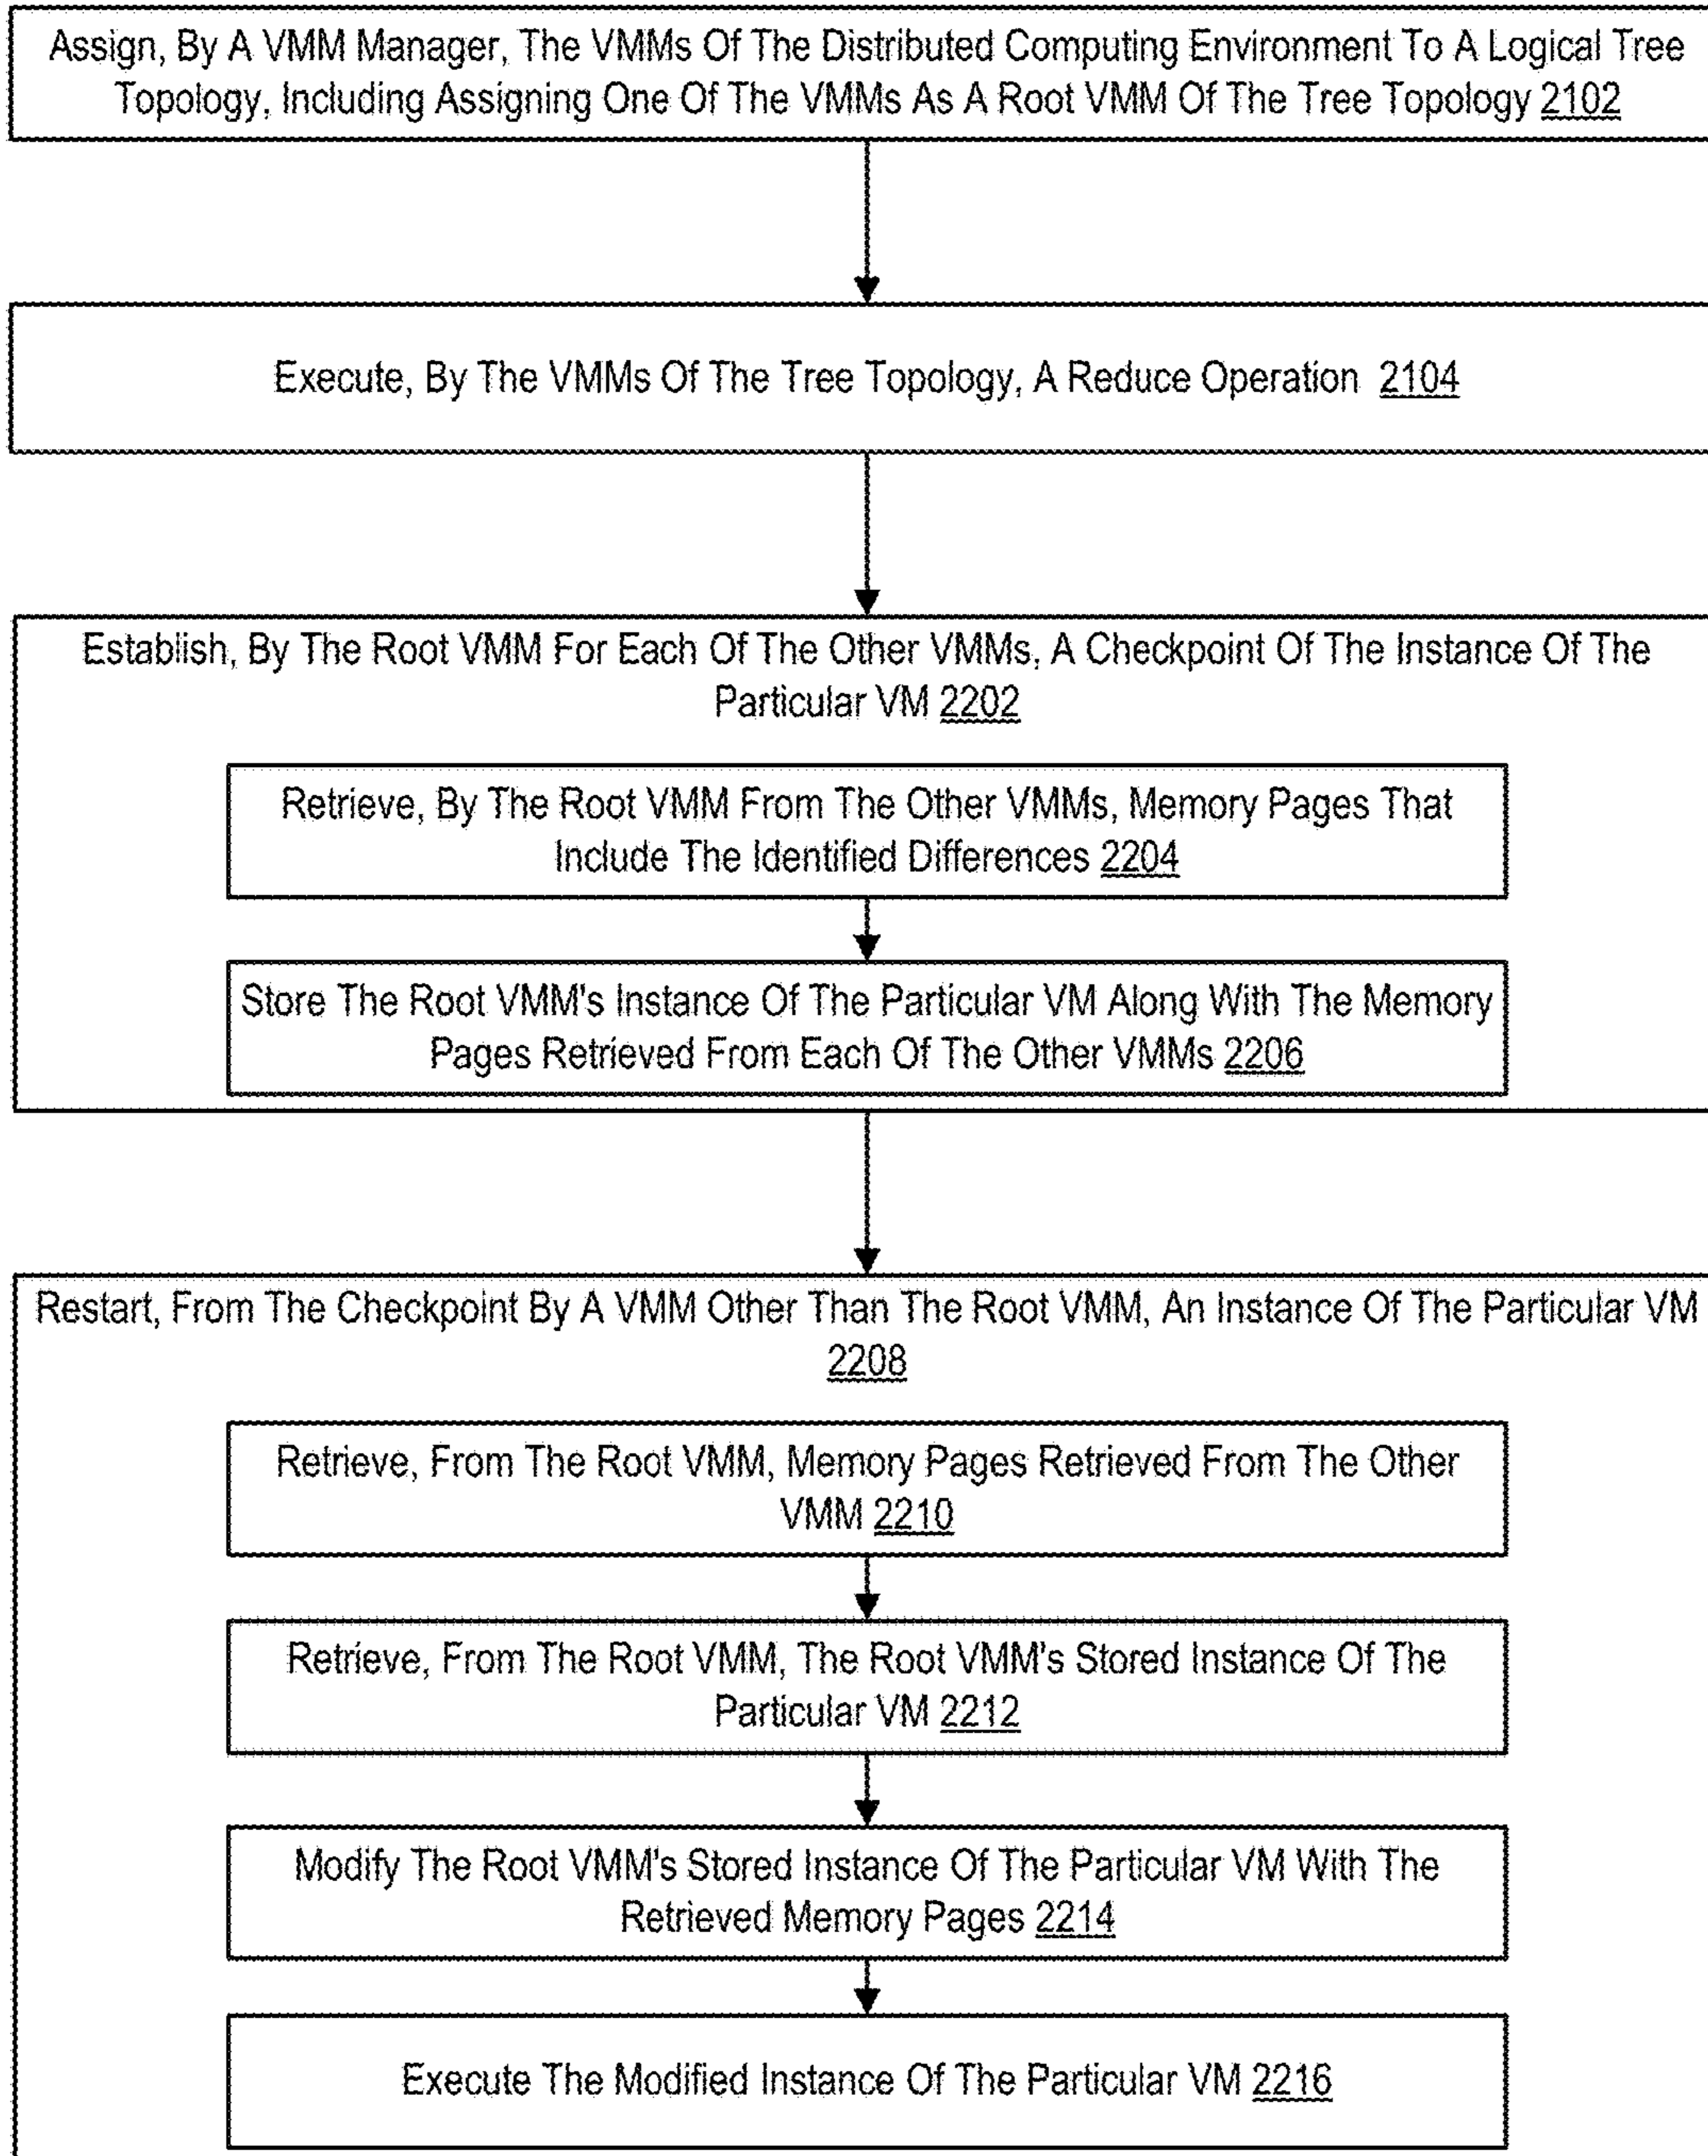 Assign, By A VMM Manager, The VMMs Of The Distributed Computing Environment To A Logical Tree
Topology, Including Assigning One Of The VMMs As A Root VMM Of The Tree Topology 2102
Execute, By The VMMs Of The Tree Topology, A Reduce Operation 2104
Establish, By The Root VMM For Each Of The Other VMMs, A Checkpoint Of The Instance Of The
Particular VM 2202
Retrieve, By The Root VMM From The Other VMMs, Memory Pages That
Include The Identified Differences 2204
Store The Root VMM's Instance Of The Particular VM Along With The Memory
Pages Retrieved From Each Of The Other VMMs 2206
Restart, From The Checkpoint By A VMM Other Than The Root VMM, An Instance Of The Particular VM
2208
Retrieve, From The Root VMM, Memory Pages Retrieved From The Other
VMM 2210
Retrieve, From The Root VMM, The Root VMM's Stored Instance Of The
Particular VM 2212
Modify The Root VMM's Stored Instance Of The Particular VM With The
Retrieved Memory Pages 2214
Execute The Modified Instance Of The Particular VM 2216